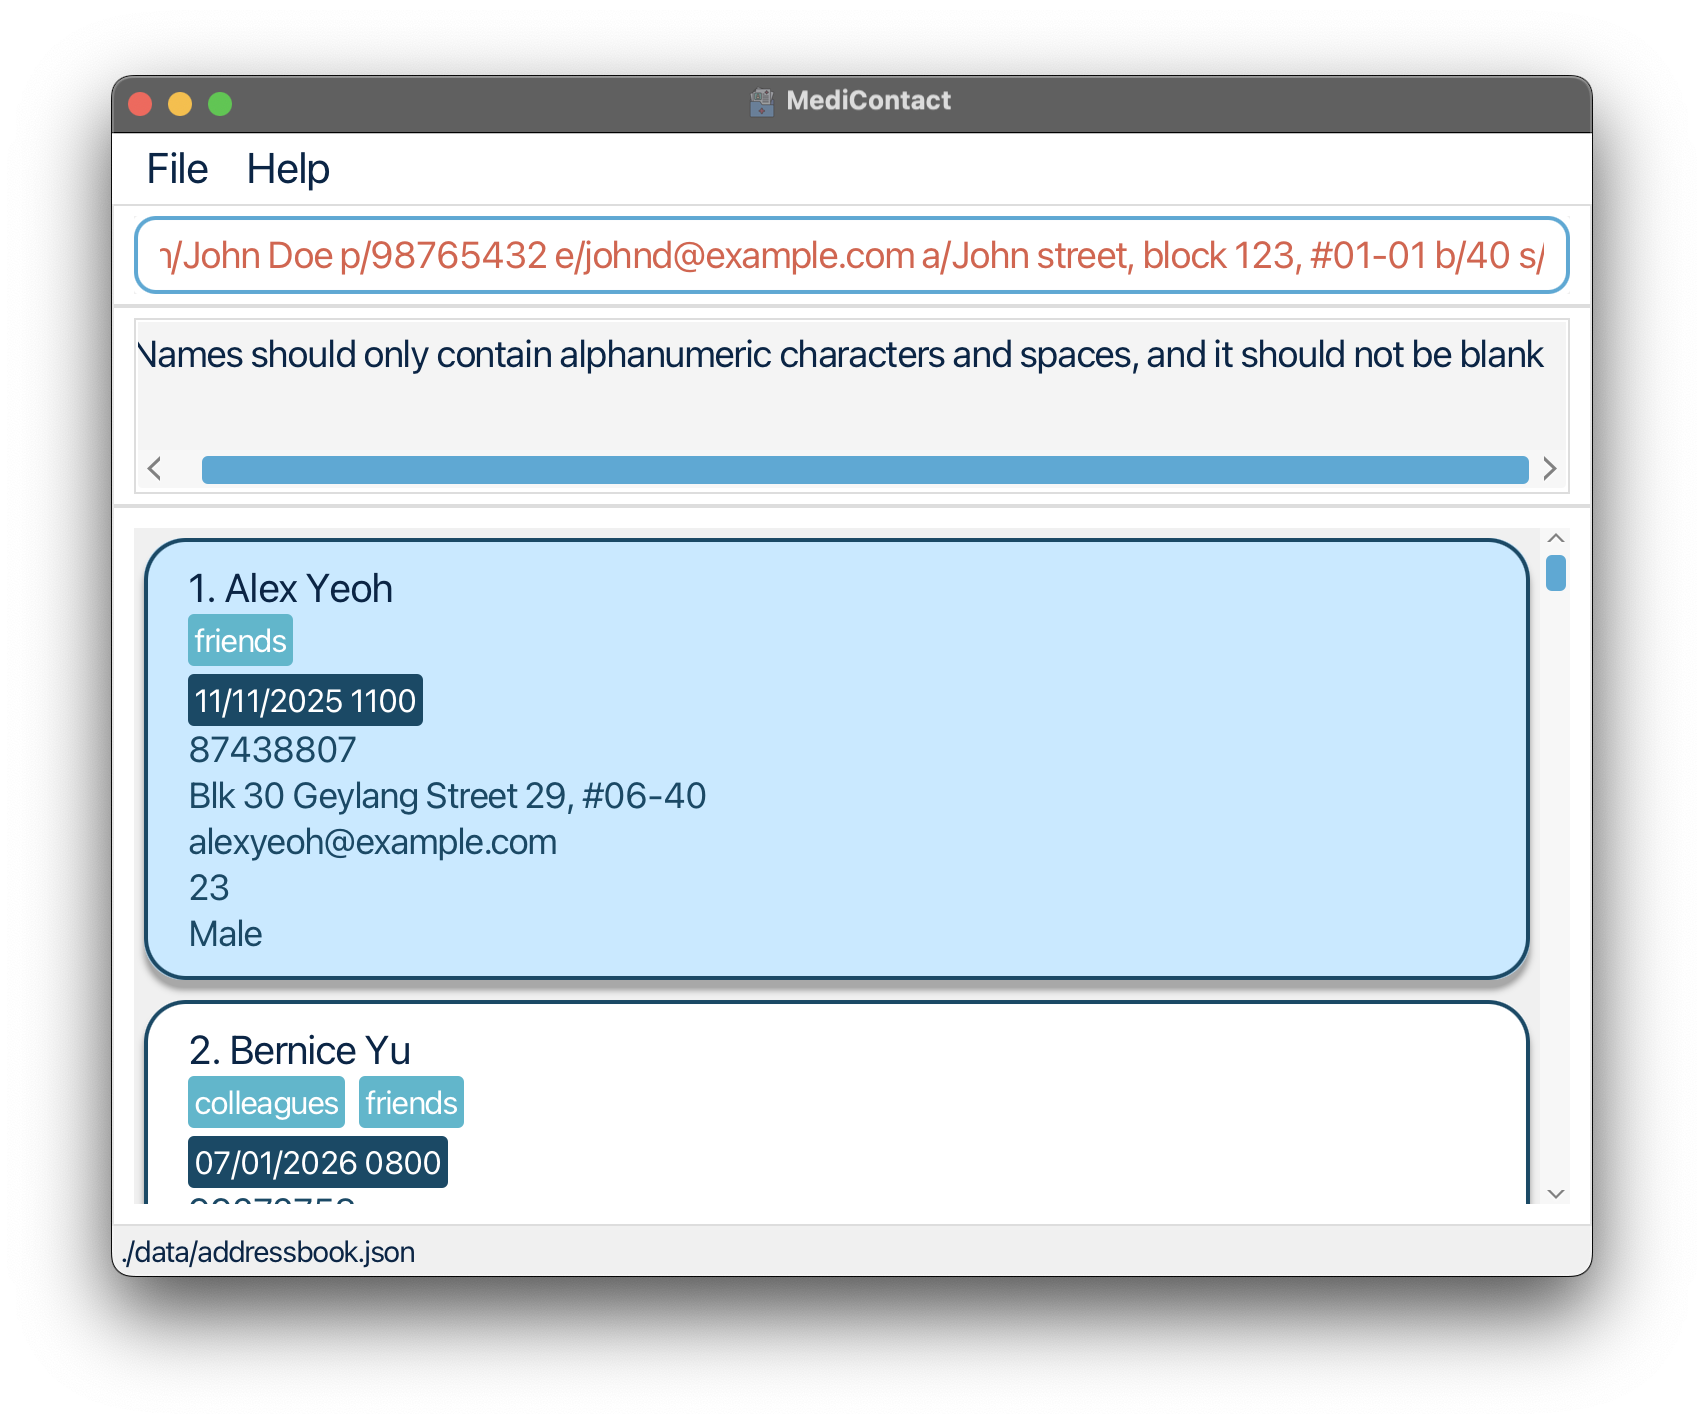 MediContact
File Help
/John Doe p/98765432 e/johnd@example.com a/John street, block 123, #01-01 b/40 s/
Names should only contain alphanumeric characters and spaces, and it should not be blank
1. Alex Yeoh
friends
11/11/2025 1100
87438807
Blk 30 Geylang Street 29, #06-40
alexyeoh@example.com
23
Male
2. Bernice Yu
colleagues friends
07/01/2026 0800
./data/addressbook.json